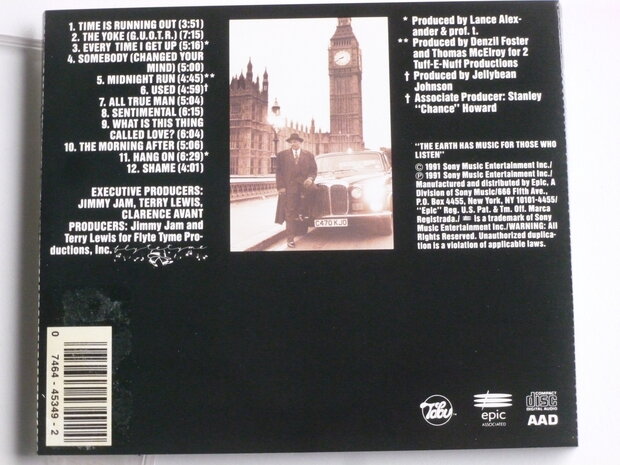 1. TIME IS RUNNING OUT (3:51)
2. THE YOKE (G.U.O.T.R.) (7:15)
3. EVERY TIME I GET UP (5:16)*
4. SOMEBODY (CHANGED YOUR
MIND) (5:00)
5. MIDNIGHT RUN (4:45)**
6. USED (4:59)†
7. ALL TRUE MAN (5:04)
8. SENTIMENTAL (6:15)
9. WHAT IS THIS THING
CALLED LOVE? (6:04)
10. THE MORNING AFTER (5:06)
11. HANG ON (6:29)*
12. SHAME (4:01)
EXECUTIVE PRODUCERS:
JIMMY JAM, TERRY LEWIS,
CLARENCE AVANT
PRODUCERS: Jimmy Jam and
Terry Lewis for Flyte Tyme Pro-
ductions, Inc.
C470 KJO
* Produced by Lance Alex-
ander & prof. t.
** Produced by Denzil Foster
and Thomas McElroy for 2
Tuff-E-Nuff Productions
† Produced by Jellybean
Johnson
† Associate Producer: Stanley
"Chance" Howard
"THE EARTH HAS MUSIC FOR THOSE WHO
LISTEN"
© 1991 Sony Music Entertainment Inc./
℗ 1991 Sony Music Entertainment Inc./
Manufactured and distributed by Epic, A
Division of Sony Music/666 Fifth Ave.,
P.O. Box 4455, New York, NY 10101-4455/
"Epic" Reg. U.S. Pat. & Tm. Off. Marca
Registrada./ is a trademark of Sony
Music Entertainment Inc./WARNING: All
Rights Reserved. Unauthorized duplica-
tion is a violation of applicable laws.
0 7464-45349-2
Tabu
epic
ASSOCIATED
COMPACT
disc
DIGITAL AUDIO
AAD